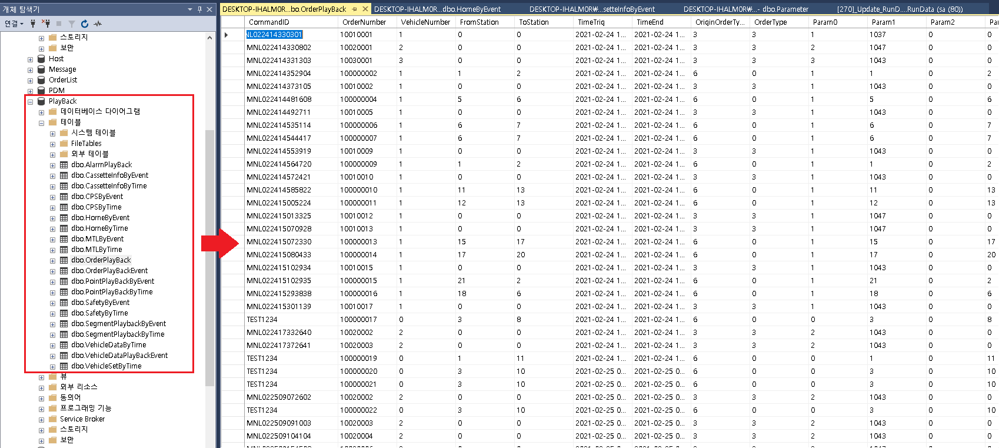 개체 탐색기
연결
스토리지
보안
Host
Message
OrderList
PDM
PlayBack
데이터베이스 다이어그램
테이블
시스템 테이블
FileTables
외부 테이블
dbo.AlarmPlayBack
dbo.CassetteInfoByEvent
dbo.CassetteInfoByTime
dbo.CPSByEvent
dbo.CPSByTime
dbo.HomeByEvent
dbo.HomeByTime
dbo.MTLByEvent
dbo.MTLByTime
dbo.OrderPlayBack
dbo.OrderPlayBackEvent
dbo.PointPlayBackByEvent
dbo.PointPlayBackByTime
dbo.SafetyByEvent
dbo.SafetyByTime
dbo.SegmentPlaybackByEvent
dbo.SegmentPlaybackByTime
dbo.VehicleDataByTime
dbo.VehicleDataPlayBackEvent
dbo.VehicleSetByTime
뷰
외부 리소스
동의어
프로그래밍 기능
Service Broker
스토리지
보안
DESKTOP-IHALM0R...bo.OrderPlayBack DESKTOP-IHALM0R...dbo.HomeByEvent DESKTOP-IHALM0R₩...setteInfoByEvent DESKTOP-IHALM0R₩... - dbo.Parameter [270]_Update_RunD....RunData (sa (80))
CommandID OrderNumber VehicleNumber FromStation ToStation TimeTrig TimeEnd OriginOrderTy... OrderType Param0 Param1 Param2 Pa
NL022414330301 10010001 1 0 0 2021-02-24 1... 2021-02-24 1... 3 3 1 1037 0 0
MNL022414330802 10020001 2 0 0 2021-02-24 1... 2021-02-24 1... 3 3 2 1047 0 0
MNL022414331303 10030001 3 0 0 2021-02-24 1... 2021-02-24 1... 3 3 3 1043 0 0
MNL022414352904 100000002 1 1 2 2021-02-24 1... 2021-02-24 1... 6 0 1 1 0 2
MNL022414373105 10010002 1 0 0 2021-02-24 1... 2021-02-24 1... 3 3 1 1043 0 0
MNL022414481608 100000004 1 5 6 2021-02-24 1... 2021-02-24 1... 6 0 1 5 0 6
MNL022414492711 10010005 1 0 0 2021-02-24 1... 2021-02-24 1... 3 3 1 1043 0 0
MNL022414535114 100000006 1 6 7 2021-02-24 1... 2021-02-24 1... 6 0 1 6 0 7
MNL022414544417 100000007 1 6 7 2021-02-24 1... 2021-02-24 1... 6 0 1 6 0 7
MNL022414553919 10010009 1 0 0 2021-02-24 1... 2021-02-24 1... 3 3 1 1043 0 0
MNL022414564720 100000009 1 1 2 2021-02-24 1... 2021-02-24 1... 6 0 1 1 0 2
MNL022414572421 10010010 1 0 0 2021-02-24 1... 2021-02-24 1... 3 3 1 1043 0 0
MNL022414585822 100000010 1 11 13 2021-02-24 1... 2021-02-24 1... 6 0 1 11 0 13
MNL022415005224 100000011 1 12 13 2021-02-24 1... 2021-02-24 1... 6 0 1 12 0 13
MNL022415013325 10010012 1 0 0 2021-02-24 1... 2021-02-24 1... 3 3 1 1047 0 0
MNL022415070928 10010013 1 0 0 2021-02-24 1... 2021-02-24 1... 3 3 1 1047 0 0
MNL022415072330 100000013 1 15 17 2021-02-24 1... 2021-02-24 1... 6 0 1 15 0 17
MNL022415080433 100000014 1 17 20 2021-02-24 1... 2021-02-24 1... 6 0 1 17 0 20
MNL022415102934 10010015 1 0 0 2021-02-24 1... 2021-02-24 1... 3 3 1 1043 0 0
MNL022415102935 100000015 1 21 2 2021-02-24 1... 2021-02-24 1... 6 0 1 21 0 2
MNL022415293838 100000016 1 18 6 2021-02-24 1... 2021-02-24 1... 6 0 1 18 0 6
MNL022415301139 10010017 1 0 0 2021-02-24 1... 2021-02-24 1... 3 3 1 1043 0 0
TEST1234 100000017 0 3 8 2021-02-24 1... 2021-02-24 1... 6 0 0 3 0 8
MNL022417332640 10020002 2 0 0 2021-02-24 1... 2021-02-24 1... 3 3 2 1043 0 0
MNL022417372641 10020003 2 0 0 2021-02-24 1... 2021-02-24 1... 3 3 2 1043 0 0
TEST1234 100000019 0 1 11 2021-02-24 1... 2021-02-24 1... 6 0 0 1 0 11
TEST1234 100000020 0 3 10 2021-02-25 0... 2021-02-25 0... 6 0 0 3 0 10
TEST1234 100000021 0 3 10 2021-02-25 0... 2021-02-25 0... 6 0 0 3 0 10
MNL022509072602 10020002 2 0 0 2021-02-25 0... 2021-02-25 0... 3 3 2 1043 0 0
TEST1234 100000022 0 3 10 2021-02-25 0... 2021-02-25 0... 6 0 0 3 0 10
MNL022509091003 10020003 2 0 0 2021-02-25 0... 2021-02-25 0... 3 3 2 1043 0 0
MNL022509104104 10020004 2 0 0 2021-02-25 0... 2021-02-25 0... 3 3 2 1043 0 0